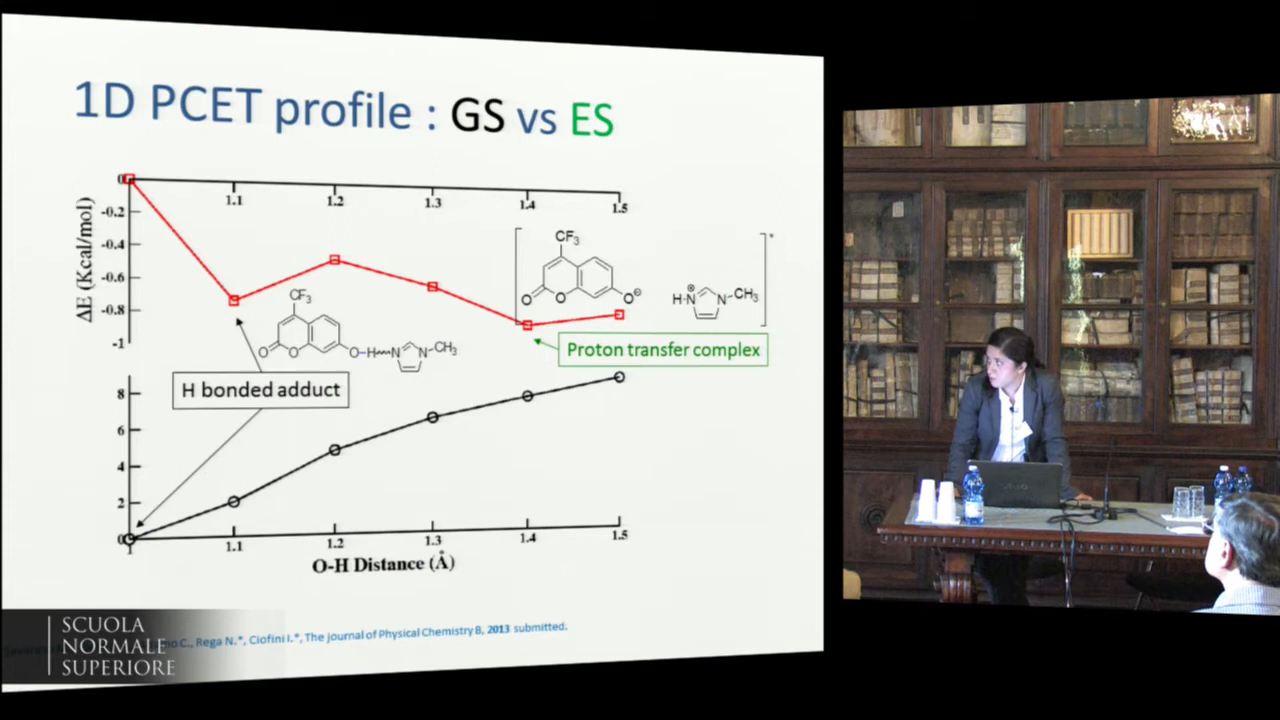 1D PCET profile : GS vs ES
0
1.1
1.2
1.3
1.4
1.5
-0.2
-0.4
-0.6
-0.8
-1
ΔE (Kcal/mol)
CF₃
O
O
O⊖
*
H-N⊕
N-CH₃
CF₃
O
O
O-H
N
N-CH₃
Proton transfer complex
H bonded adduct
8
6
4
2
0
1
1.1
1.2
1.3
1.4
1.5
O-H Distance (Å)
C., Rega N.*, Ciofini I.*, The journal of Physical Chemistry B, 2013 submitted.
SCUOLA
NORMALE
SUPERIORE